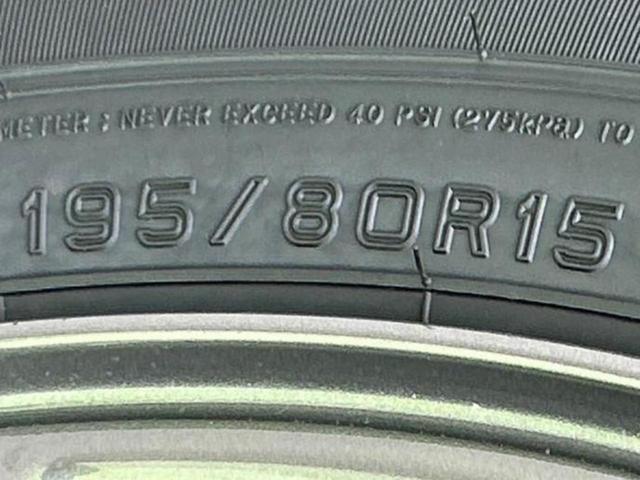 METER : NEVER EXCEED 40 PSI (275kPa) TO
195/80R15